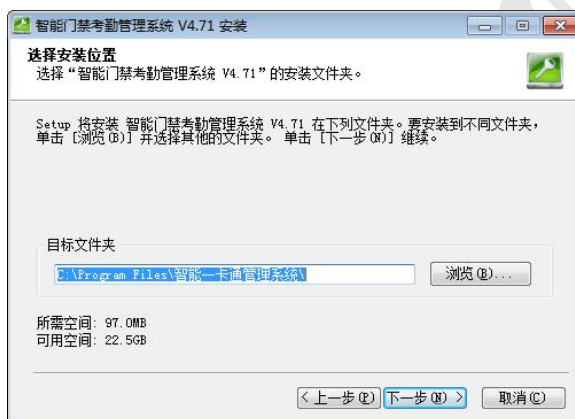 智能门禁考勤管理系统 V4.71 安装
选择安装位置
选择“智能门禁考勤管理系统 V4.71”的安装文件夹。
Setup 将安装 智能门禁考勤管理系统 V4.71 在下列文件夹。要安装到不同文件夹，
单击 [浏览(B)] 并选择其他的文件夹。 单击 [下一步(N)] 继续。
目标文件夹
C:\Program Files\智能一卡通管理系统\
浏览(B)...
所需空间: 97.0MB
可用空间: 22.5GB
< 上一步(P) 下一步(N) > 取消(C)